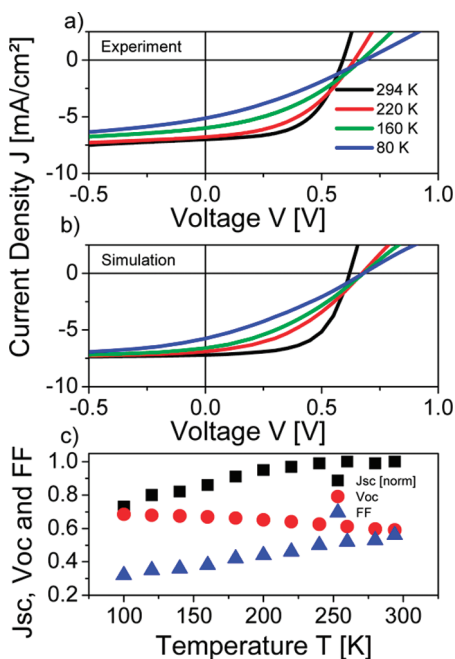 a)
Experiment
0
-5
-10
294 K
220 K
160 K
80 K
-0.5 0.0 0.5 1.0
Voltage V [V]
Current Density J [mA/cm²]
b)
Simulation
0
-5
-10
-0.5 0.0 0.5 1.0
Voltage V [V]
c)
1.0
0.8
0.6
0.4
0.2
Jsc [norm]
Voc
FF
Jsc, Voc and FF
100 150 200 250 300
Temperature T [K]